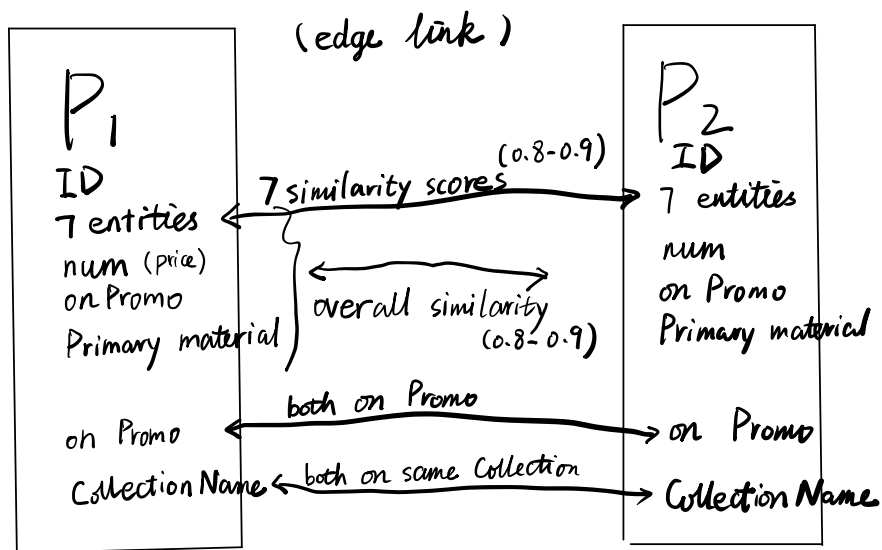 (edge link)
P1
ID
7 entities
num (price)
on Promo
Primary material
on Promo
Collection Name
7 similarity scores (0.8-0.9)
overall similarity
(0.8-0.9)
both on Promo
both on same Collection
P2
ID
7 entities
num
on Promo
Primary material
on Promo
Collection Name